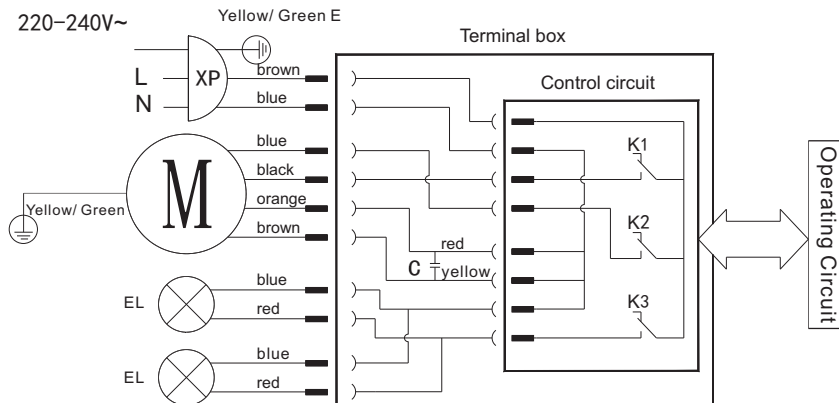 220-240V~
Yellow/ Green E
Terminal box
L
N
XP
brown
blue
Control circuit
blue
black
orange
brown
M
Yellow/ Green
K1
K2
K3
red
C
yellow
EL
blue
red
EL
blue
red
Operating Circuit